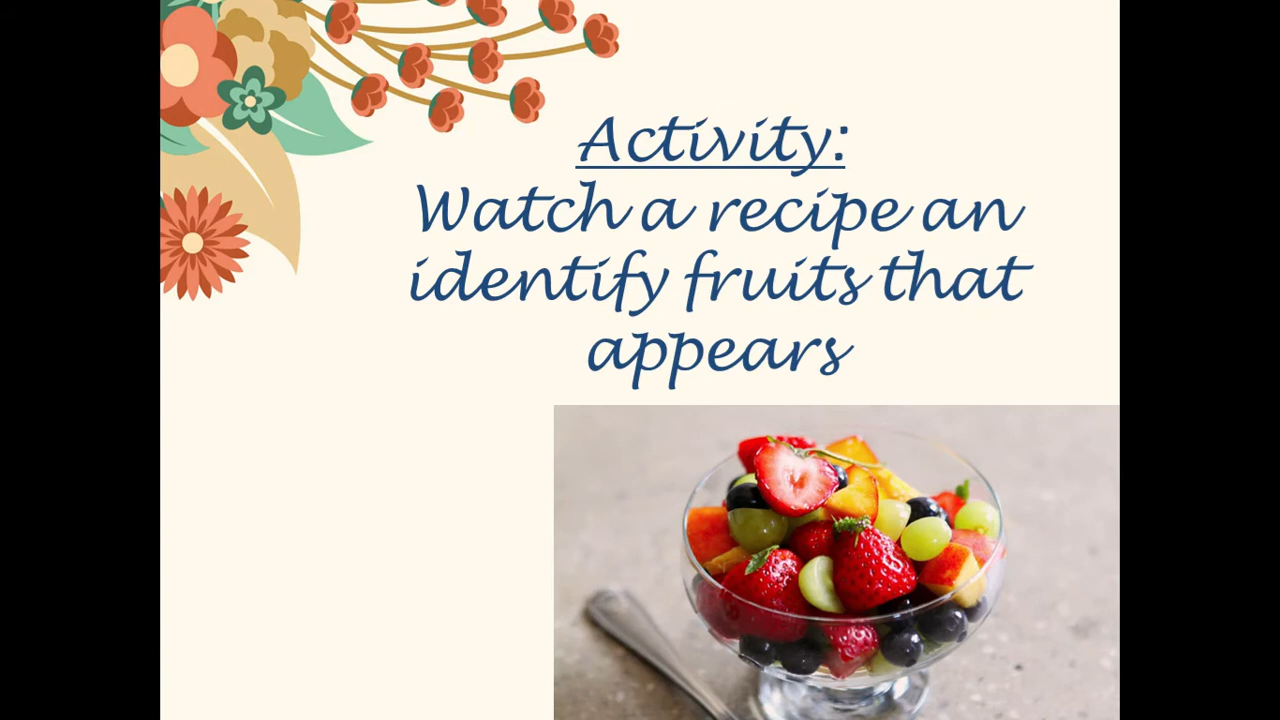 Activity:
Watch a recipe an
identify fruits that
appears